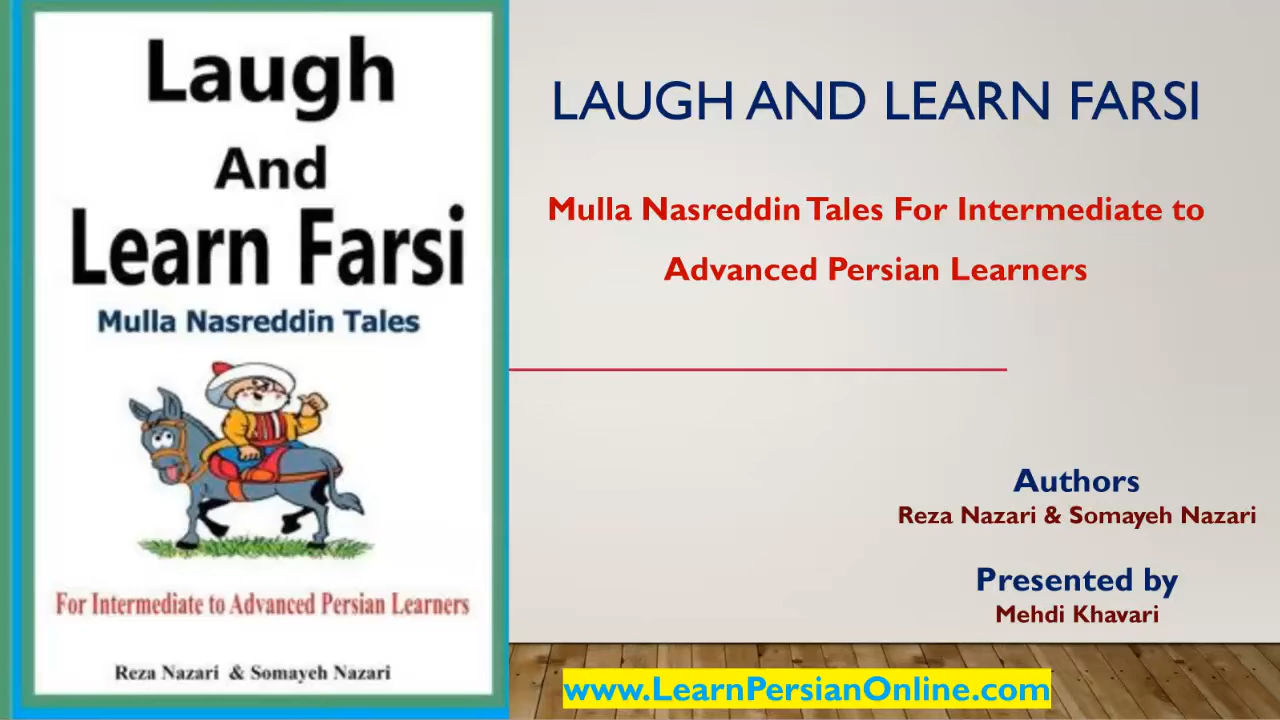 Laugh
And
Learn Farsi
Mulla Nasreddin Tales
For Intermediate to Advanced Persian Learners
Reza Nazari & Somayeh Nazari
LAUGH AND LEARN FARSI
Mulla Nasreddin Tales For Intermediate to
Advanced Persian Learners
Authors
Reza Nazari & Somayeh Nazari
Presented by
Mehdi Khavari
www.LearnPersianOnline.com